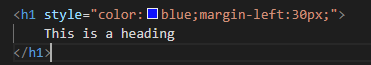 <h1 style="color:blue;margin-left:30px;">
This is a heading
</h1>